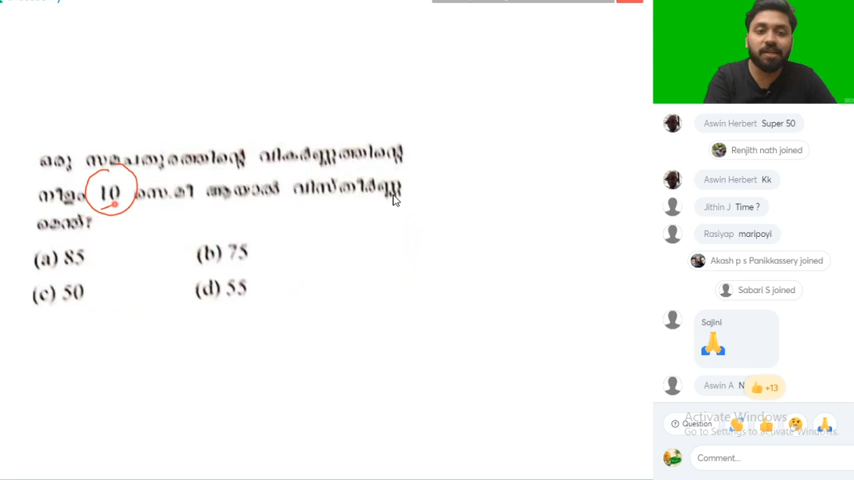 ഒരു സമചതുരത്തിന്റെ വികർണ്ണത്തിന്റെ
നീളം 10 സെ.മീ ആയാൽ വിസ്തീർണ്ണ
മെന്ത്?
(a) 85 (b) 75
(c) 50 (d) 55
Aswin Herbert Super 50
Renjith nath joined
Aswin Herbert Kk
Jithin J Time ?
Rasiyap maripoyi
Akash p s Panikkassery joined
Sabari S joined
Sajini
🙏
Aswin A N
👍 +13
Activate Windows
Question
Go to Settings to activate Windows.
Comment...